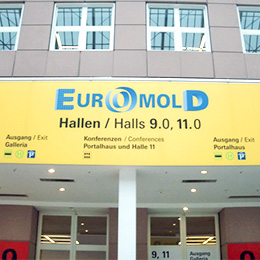 EUROMOLD
Hallen / Halls 9.0, 11.0
Ausgang / Exit
Galleria
Konferenzen / Conferences
Portalhaus und Halle 11
Ausgang / Exit
Portalhaus
P
P
9, 11